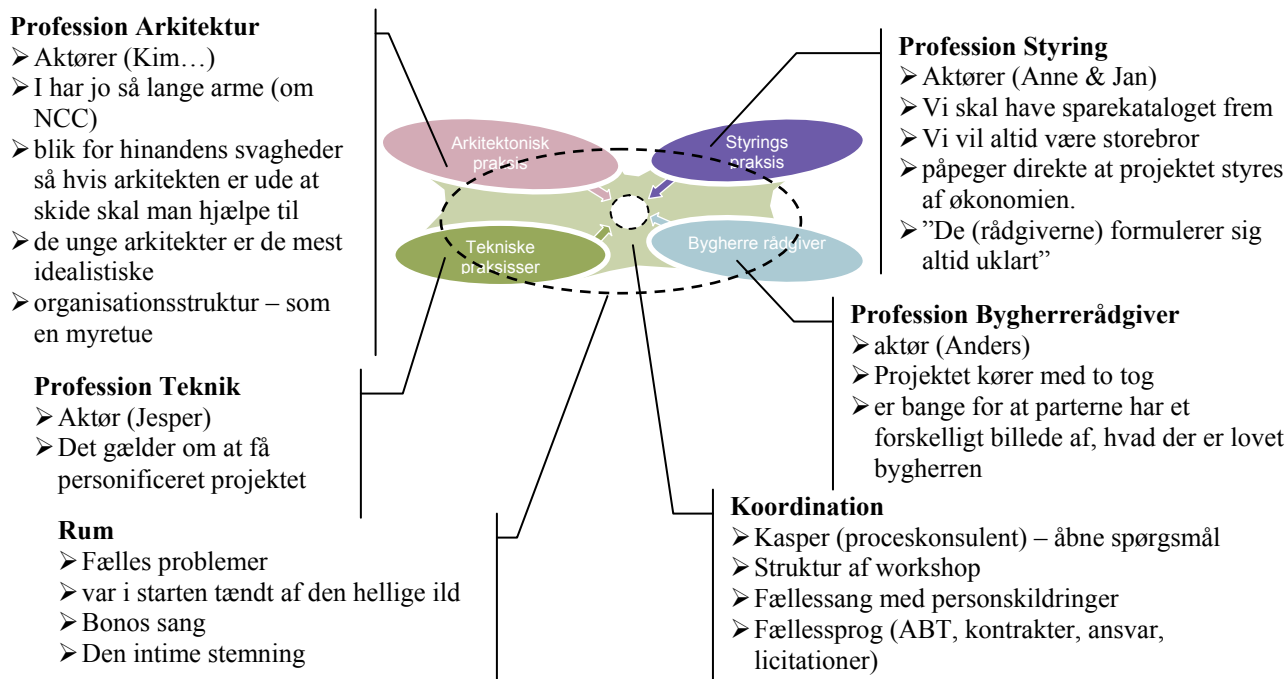 Profession Arkitektur
➢ Aktører (Kim…)
➢ I har jo så lange arme (om
NCC)
➢ blik for hinandens svagheder
så hvis arkitekten er ude at
skide skal man hjælpe til
➢ de unge arkitekter er de mest
idealistiske
➢ organisationsstruktur – som
en myretue
Profession Teknik
➢ Aktør (Jesper)
➢ Det gælder om at få
personificeret projektet
Rum
➢ Fælles problemer
➢ var i starten tændt af den hellige ild
➢ Bonos sang
➢ Den intime stemning
Arkitektonisk
praksis
Styrings
praksis
Tekniske
praksisser
Bygherre rådgiver
Profession Styring
➢ Aktører (Anne & Jan)
➢ Vi skal have sparekataloget frem
➢ Vi vil altid være storebror
➢ påpeger direkte at projektet styres
af økonomien.
➢ ”De (rådgiverne) formulerer sig
altid uklart”
Profession Bygherrerådgiver
➢ aktør (Anders)
➢ Projektet kører med to tog
➢ er bange for at parterne har et
forskelligt billede af, hvad der er lovet
bygherren
Koordination
➢ Kasper (proceskonsulent) – åbne spørgsmål
➢ Struktur af workshop
➢ Fællessang med personskildringer
➢ Fællessprog (ABT, kontrakter, ansvar,
licitationer)